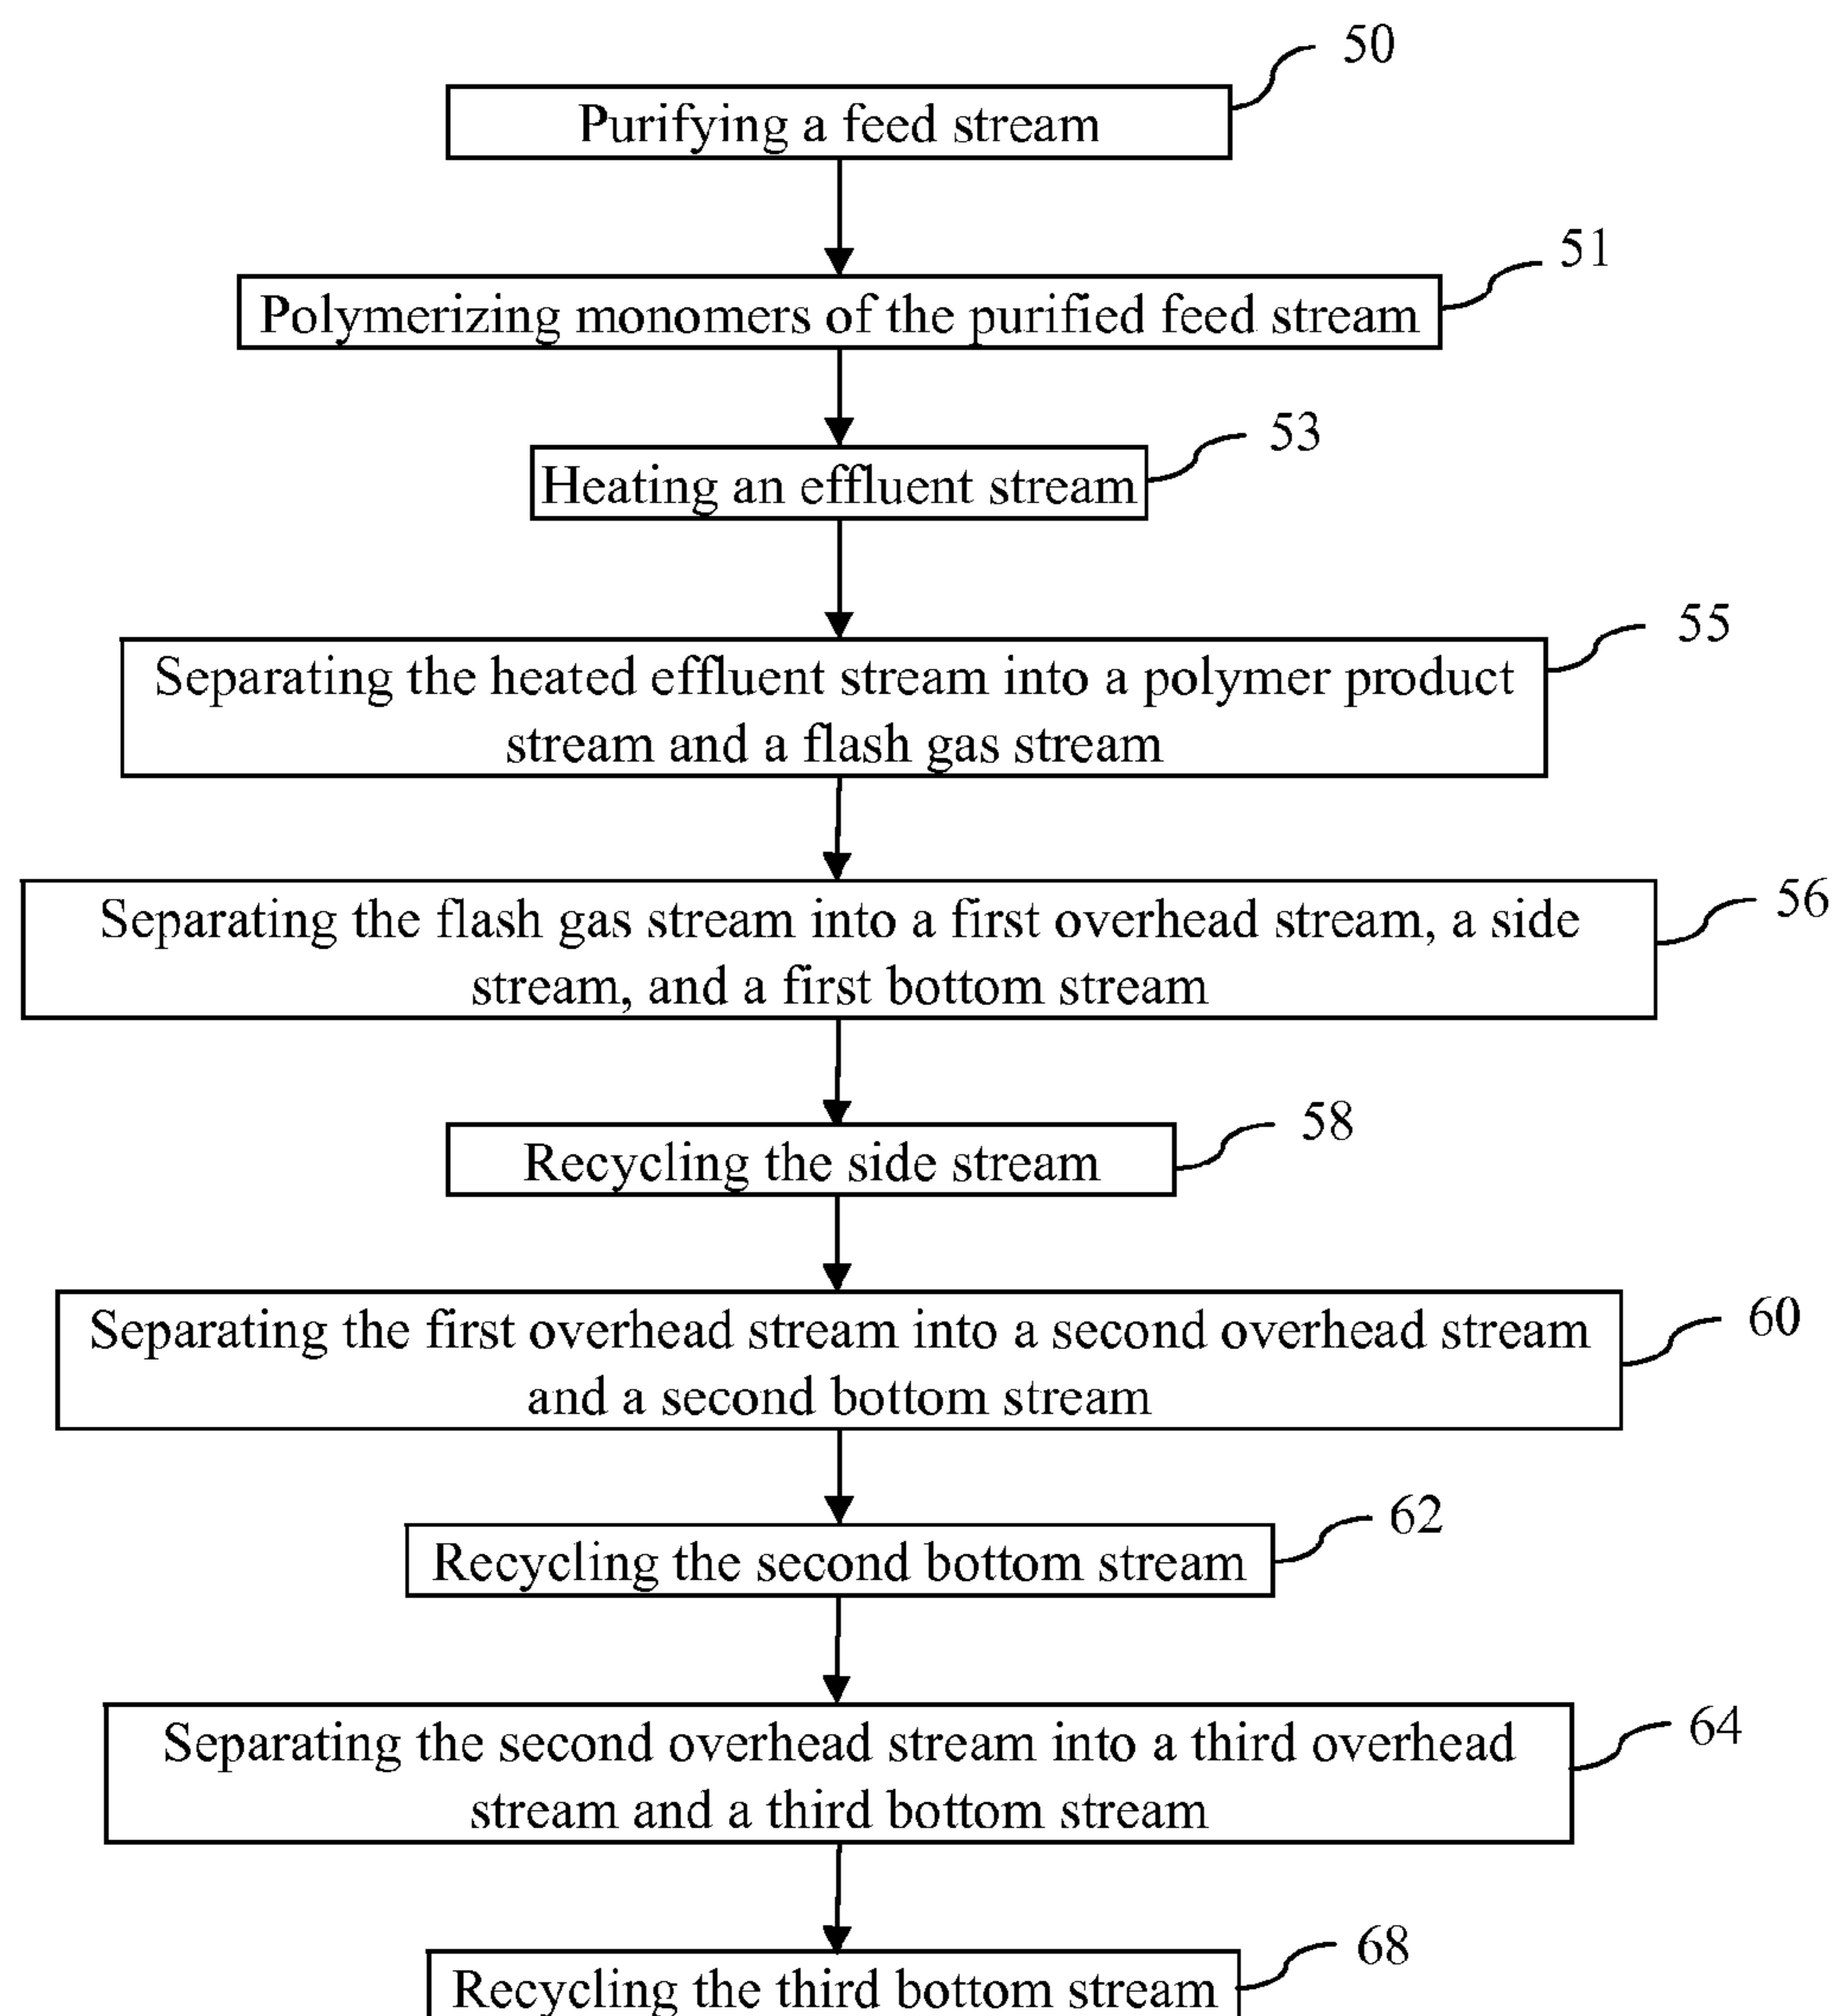 50
Purifying a feed stream
51
Polymerizing monomers of the purified feed stream
53
Heating an effluent stream
55
Separating the heated effluent stream into a polymer product
stream and a flash gas stream
56
Separating the flash gas stream into a first overhead stream, a side
stream, and a first bottom stream
58
Recycling the side stream
60
Separating the first overhead stream into a second overhead stream
and a second bottom stream
62
Recycling the second bottom stream
64
Separating the second overhead stream into a third overhead
stream and a third bottom stream
68
Recycling the third bottom stream